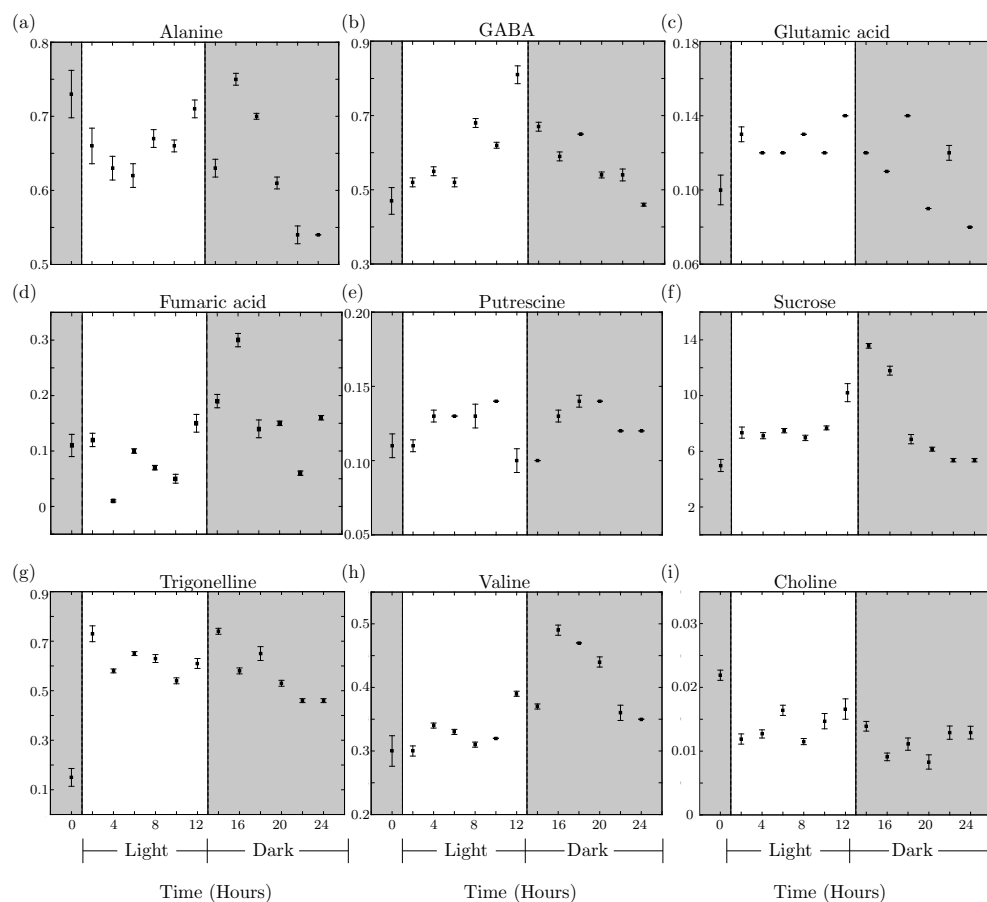 (a) Alanine (b) GABA (c) Glutamic acid
0.8 0.9 0.18
0.7 0.7 0.14
0.6 0.5 0.10
0.5 0.3 0.06
(d) Fumaric acid (e) Putrescine (f) Sucrose
0.3 0.20 14
0.2 0.15 10
0.1 0.10 6
0 0.05 2
(g) Trigonelline (h) Valine (i) Choline
0.9 0.5 0.03
0.7 0.4 0.02
0.5 0.3 0.01
0.3 0.2 0
0.1
0 4 8 12 16 20 24 0 4 8 12 16 20 24 0 4 8 12 16 20 24
Light Dark Light Dark Light Dark
Time (Hours) Time (Hours) Time (Hours)